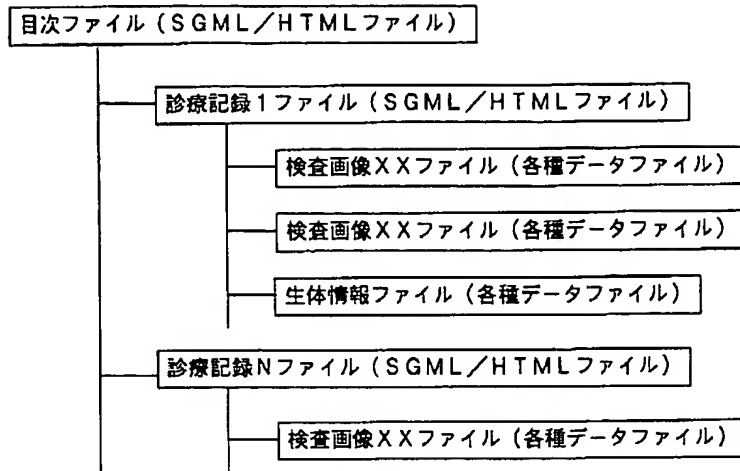 目次ファイル（ＳＧＭＬ／ＨＴＭＬファイル）
診療記録１ファイル（ＳＧＭＬ／ＨＴＭＬファイル）
検査画像ＸＸファイル（各種データファイル）
検査画像ＸＸファイル（各種データファイル）
生体情報ファイル（各種データファイル）
診療記録Ｎファイル（ＳＧＭＬ／ＨＴＭＬファイル）
検査画像ＸＸファイル（各種データファイル）